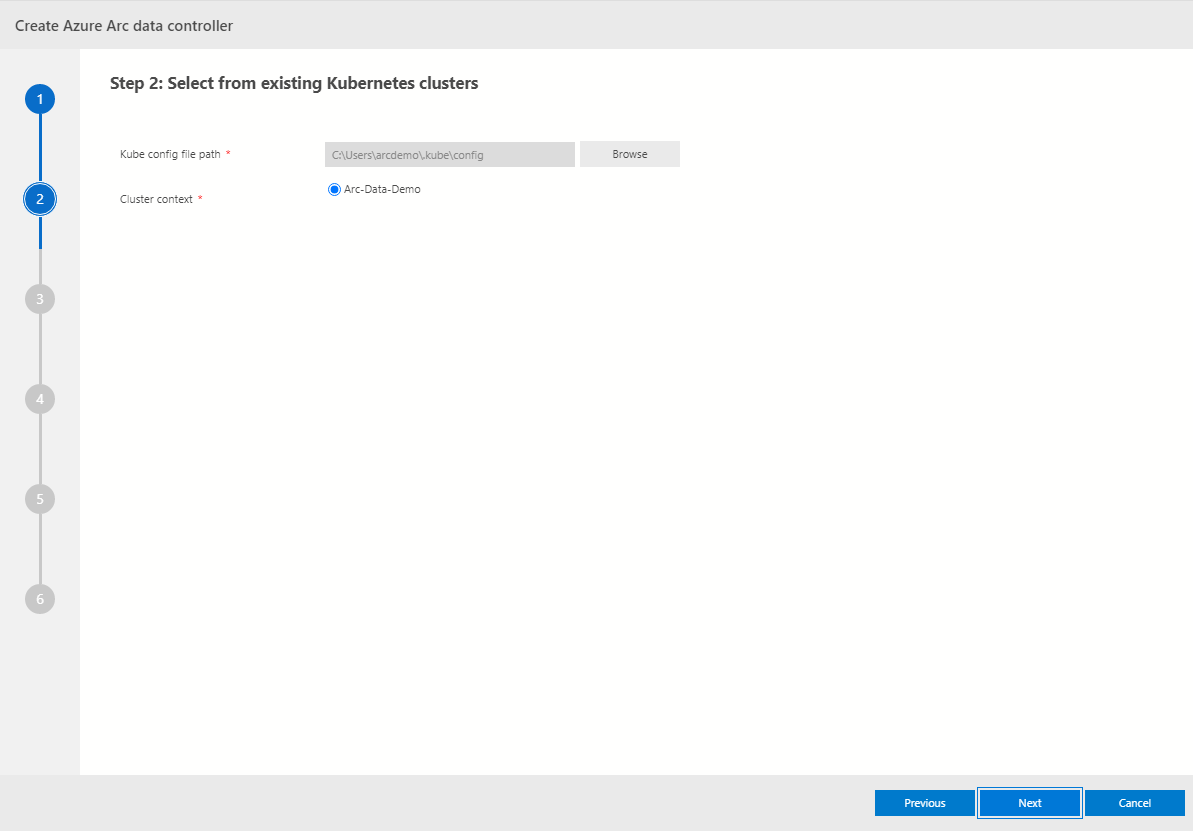 Create Azure Arc data controller
1
Step 2: Select from existing Kubernetes clusters
Kube config file path *
C:\Users\arcdemo\.kube\config
Browse
2
Cluster context *
Arc-Data-Demo
3
4
5
6
Previous
Next
Cancel